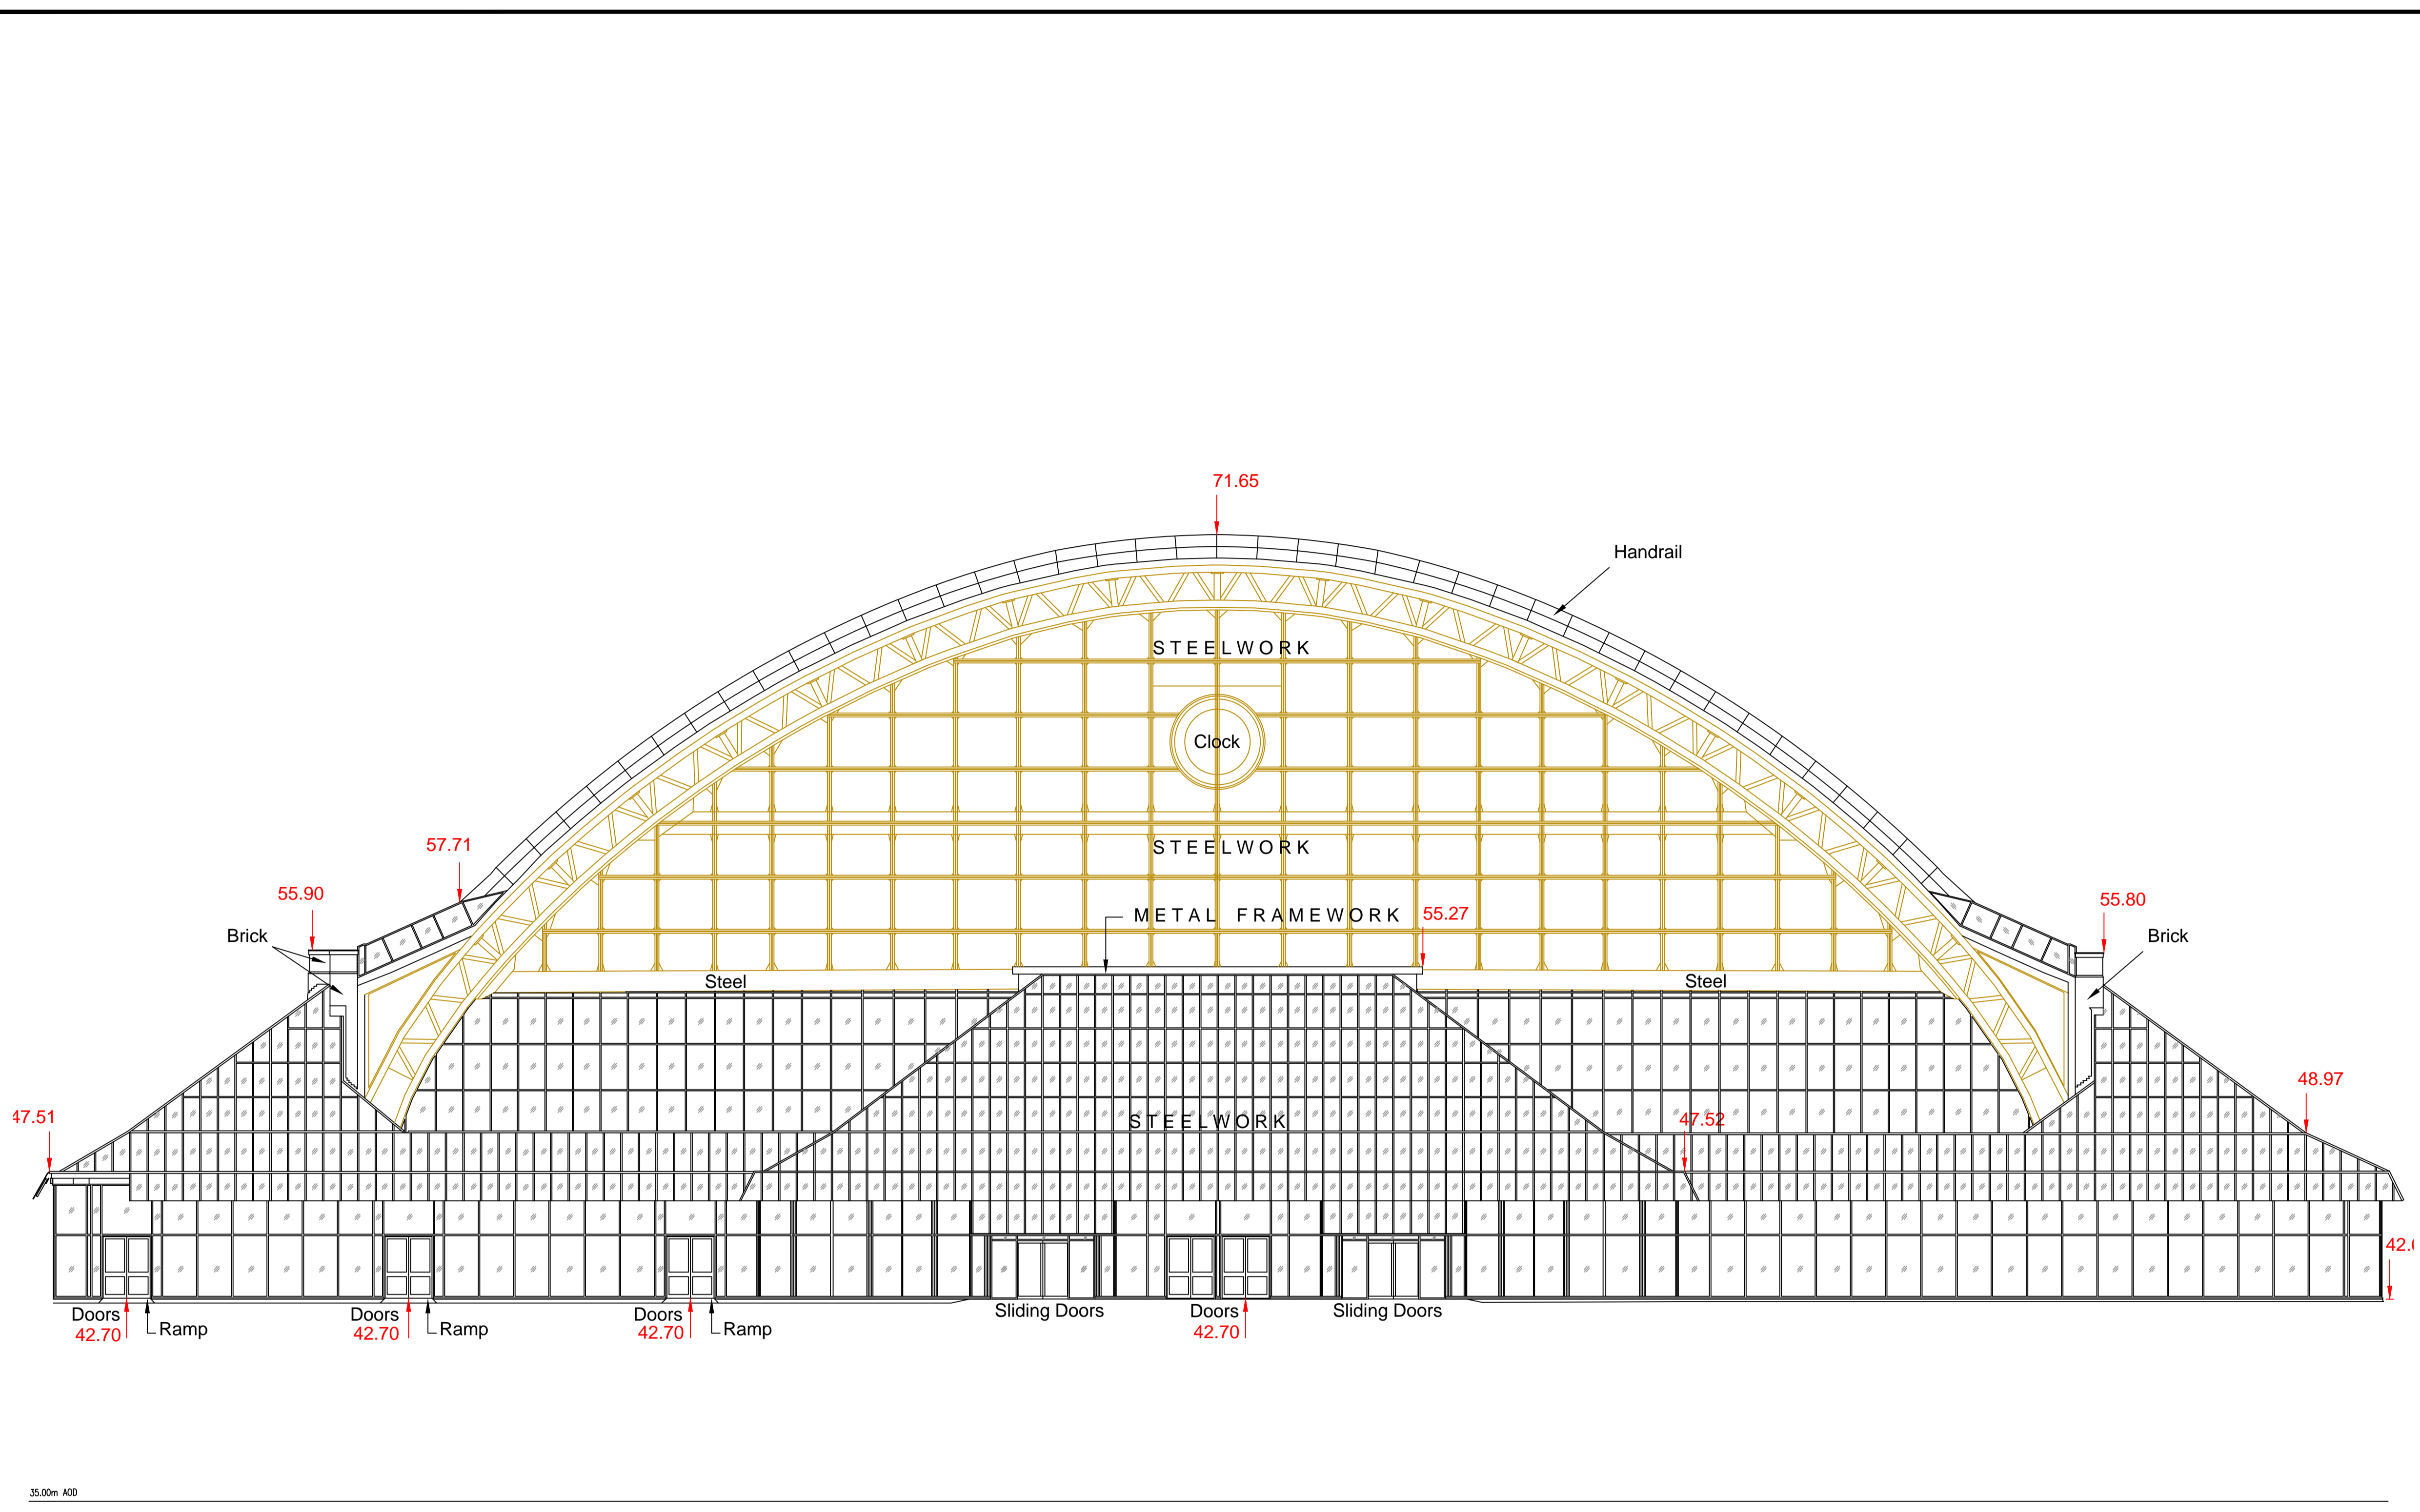 71.65
Handrail
STEELWORK
Clock
57.71
STEELWORK
55.90
55.80
METAL FRAMEWORK
55.27
Brick
Brick
Steel
Steel
48.97
47.51
STEELWORK
47.52
Doors
42.70
Ramp
Doors
42.70
Ramp
Doors
42.70
Ramp
Sliding Doors
Doors
42.70
Sliding Doors
35.00m AOD